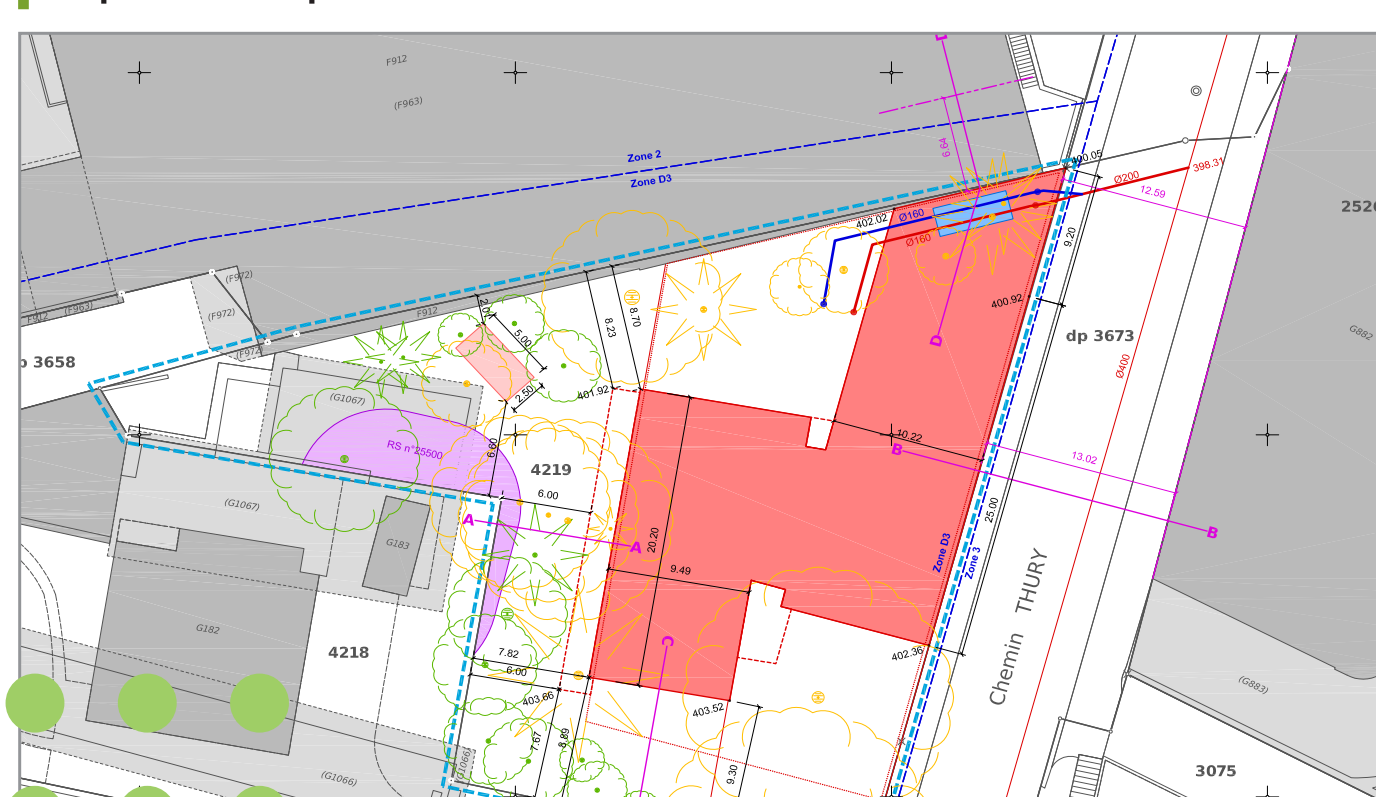 F912
(F963)
Zone 2
Zone D3
6.64
400.05
Ø200
398.31
12.59
402.02
Ø160
Ø160
9.20
D
400.92
dp 3673
Ø400
G882
(F972)
(F972)
(F972)
F912
(F963)
F912
3658
2.07
5.00
2.50
8.23
8.70
401.92
(G1067)
RS n°25500
6.60
4219
6.00
10.22
B
13.02
B
25.00
(G1067)
G183
A
A
20.20
9.49
Zone D3
Zone 3
Chemin THURY
G182
4218
C
7.82
6.00
403.66
402.36
403.52
7.67
8.89
9.30
(G1066)
(G1066)
(G883)
3075